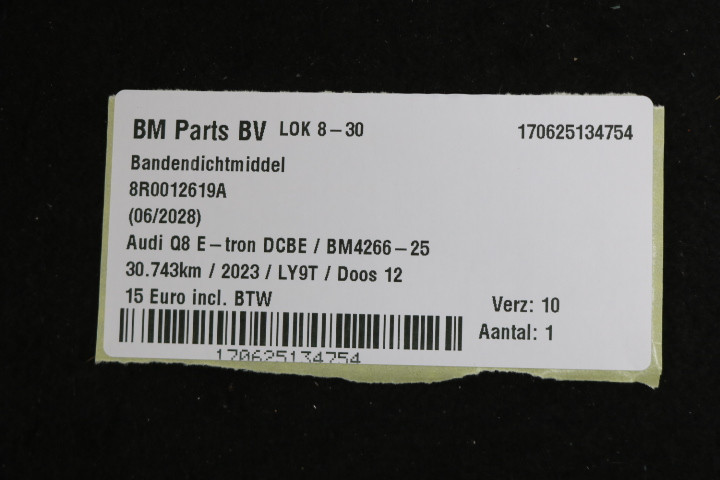 BM Parts BV LOK 8-30 170625134754
Bandendichtmiddel
8R0012619A
(06/2028)
Audi Q8 E-tron DCBE / BM4266-25
30.743km / 2023 / LY9T / Doos 12
15 Euro incl. BTW Verz: 10
Aantal: 1
170625134754